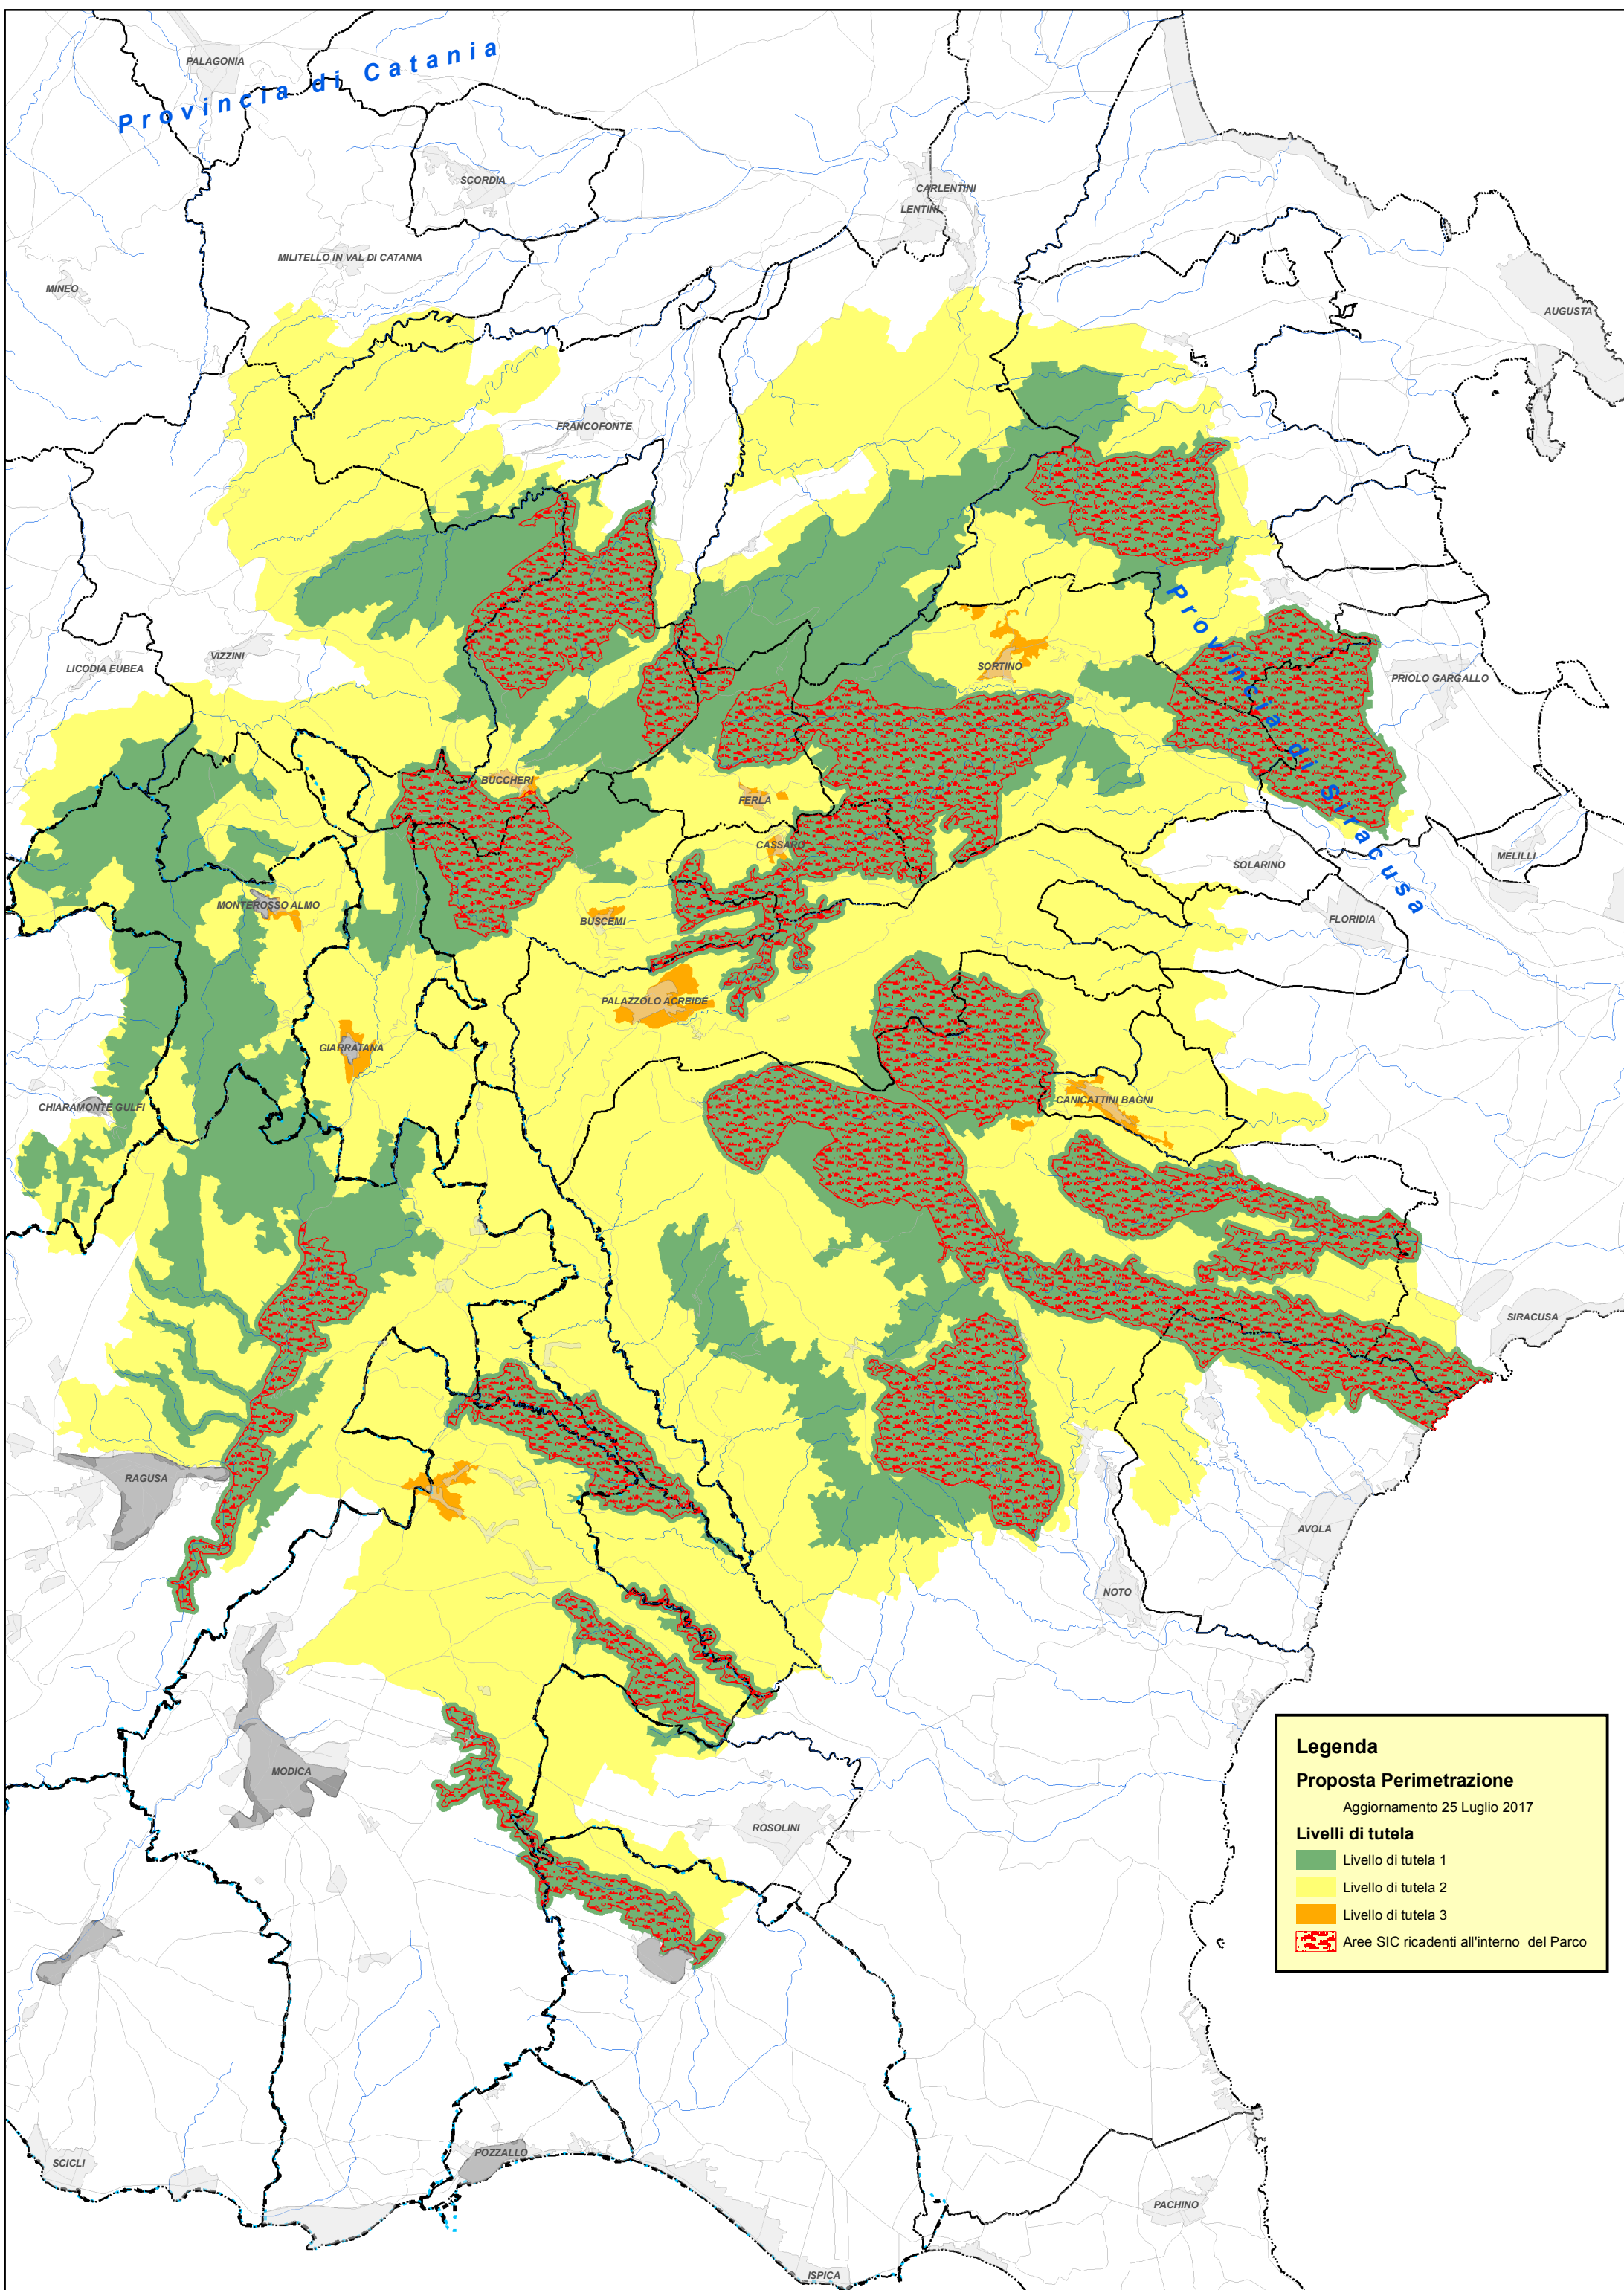 PALAGONIA
Provincia di Catania
SCORDIA
CARLENTINI
LENTINI
MILITELLO IN VAL DI CATANIA
MINEO
AUGUSTA
FRANCOFONTE
Provincia di Siracusa
VIZZINI
LICODIA EUBEA
SORTINO
PRIOLO GARGALLO
BUCCHERI
FERLA
CASSARO
SOLARINO
MELILLI
MONTEROSSO ALMO
BUSCEMI
FLORIDIA
PALAZZOLO ACREIDE
GIARRATANA
CHIARAMONTE GULFI
CANICATTINI BAGNI
SIRACUSA
RAGUSA
AVOLA
NOTO
MODICA
ROSOLINI
SCICLI
POZZALLO
PACHINO
ISPICA
Legenda
Proposta Perimetrazione
Aggiornamento 25 Luglio 2017
Livelli di tutela
Livello di tutela 1
Livello di tutela 2
Livello di tutela 3
Aree SIC ricadenti all'interno del Parco